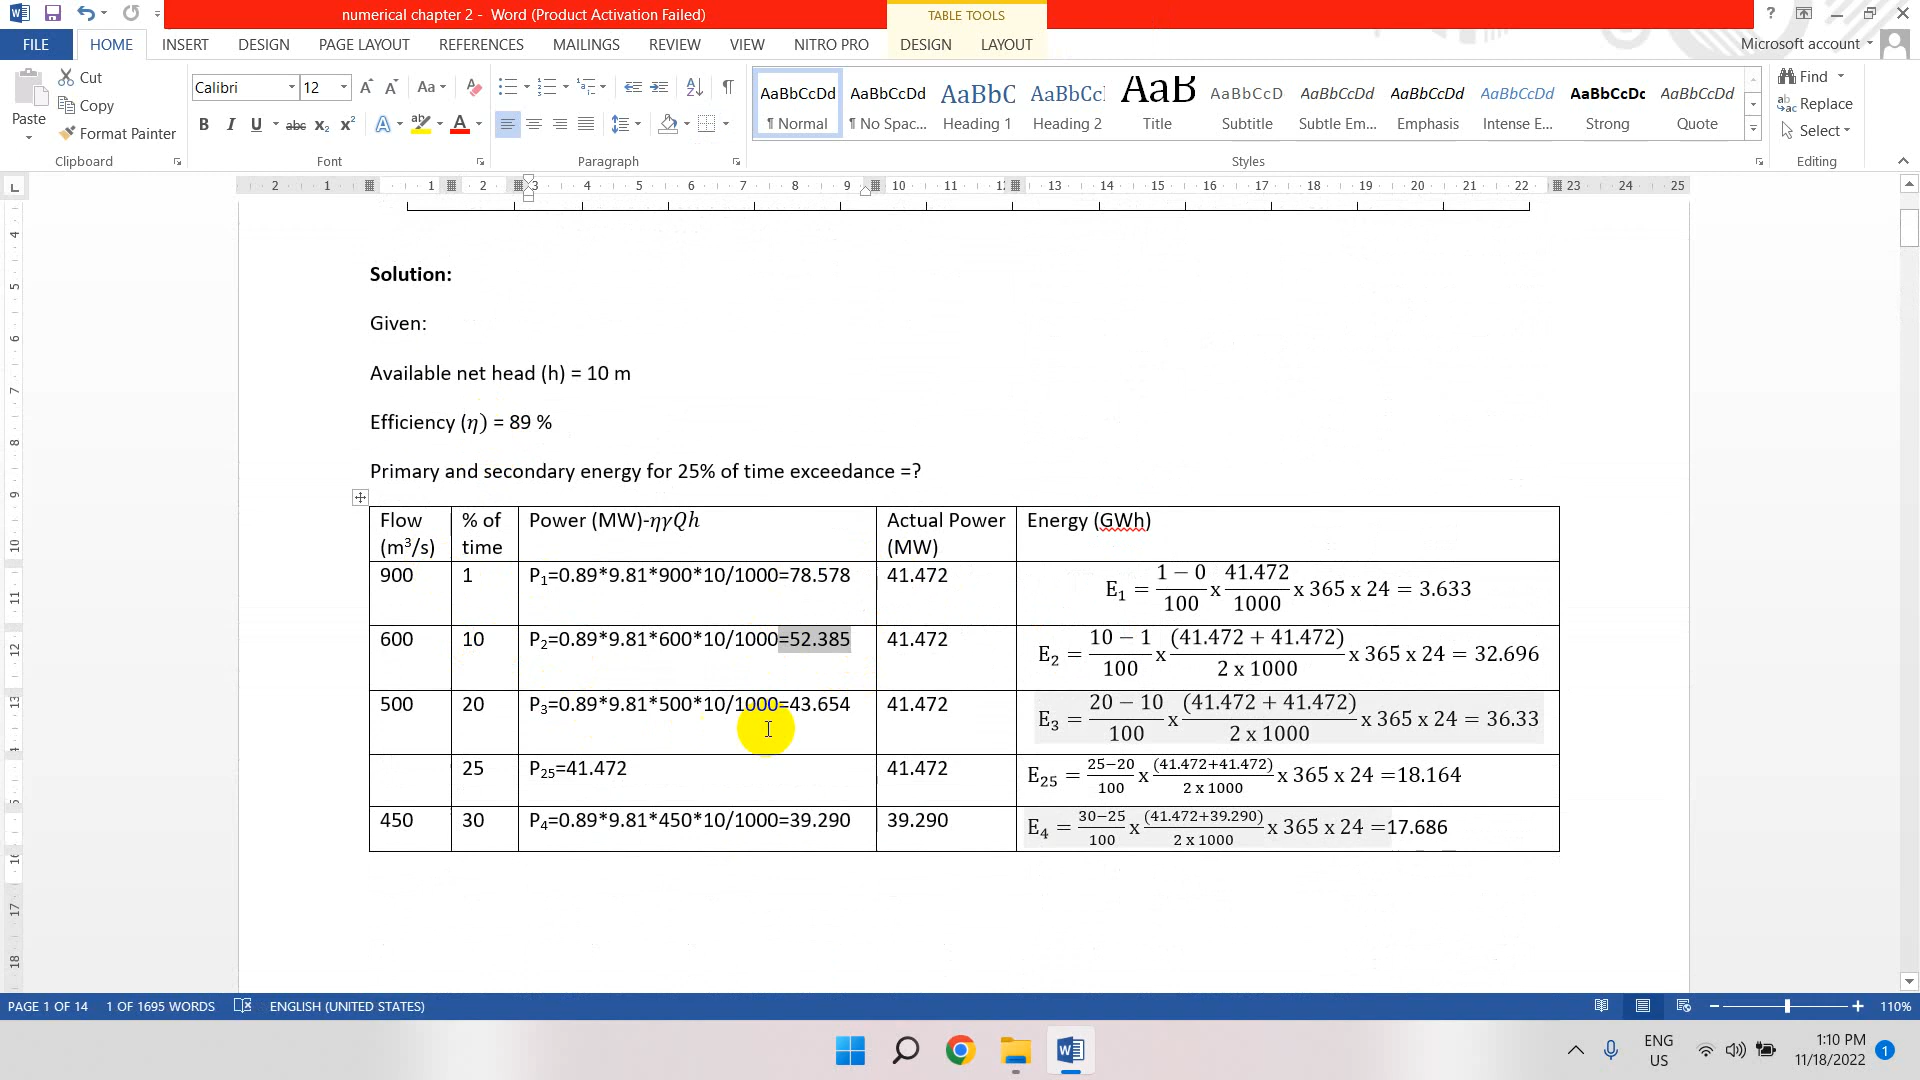 numerical chapter 2 - Word (Product Activation Failed)
TABLE TOOLS
FILE HOME INSERT DESIGN PAGE LAYOUT REFERENCES MAILINGS REVIEW VIEW NITRO PRO DESIGN LAYOUT
Microsoft account
Cut
Copy
Format Painter
Paste
Clipboard
Calibri 12
Font
Paragraph
AaBbCcDd AaBbCcDd AaBbC AaBbCc AaB AaBbCcD AaBbCcDd AaBbCcDd AaBbCcDd AaBbCcDc AaBbCcDd
¶ Normal ¶ No Spac... Heading 1 Heading 2 Title Subtitle Subtle Em... Emphasis Intense E... Strong Quote
Styles
Find
Replace
Select
Editing
Solution:
Given:
Available net head (h) = 10 m
Efficiency (η) = 89 %
Primary and secondary energy for 25% of time exceedance =?
Flow (m³/s) % of time Power (MW)-ηγQh Actual Power (MW) Energy (GWh)
900 1 P₁=0.89*9.81*900*10/1000=78.578 41.472 E₁ = (1 − 0)/100 x 41.472/1000 x 365 x 24 = 3.633
600 10 P₂=0.89*9.81*600*10/1000=52.385 41.472 E₂ = (10 − 1)/100 x (41.472 + 41.472)/(2 x 1000) x 365 x 24 = 32.696
500 20 P₃=0.89*9.81*500*10/1000=43.654 41.472 E₃ = (20 − 10)/100 x (41.472 + 41.472)/(2 x 1000) x 365 x 24 = 36.33
25 P₂₅=41.472 41.472 E₂₅ = (25−20)/100 x (41.472+41.472)/(2 x 1000) x 365 x 24 =18.164
450 30 P₄=0.89*9.81*450*10/1000=39.290 39.290 E₄ = (30−25)/100 x (41.472+39.290)/(2 x 1000) x 365 x 24 =17.686
PAGE 1 OF 14 1 OF 1695 WORDS ENGLISH (UNITED STATES) 110%
ENG
US
1:10 PM
11/18/2022
1